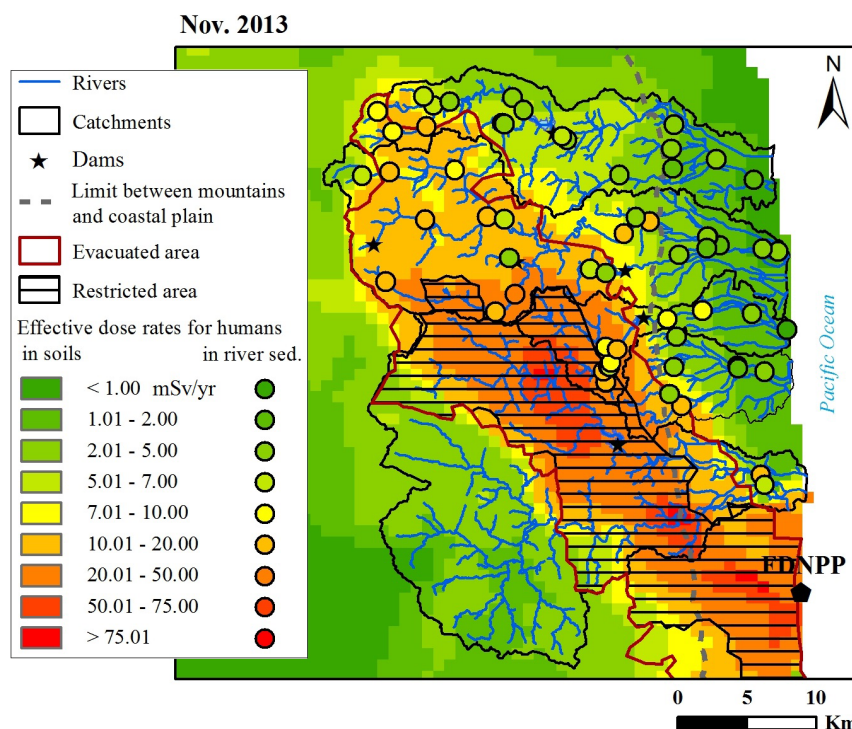 Nov. 2013
Rivers
Catchments
Dams
Limit between mountains
and coastal plain
Evacuated area
Restricted area
Effective dose rates for humans
in soils in river sed.
< 1.00 mSv/yr
1.01 - 2.00
2.01 - 5.00
5.01 - 7.00
7.01 - 10.00
10.01 - 20.00
20.01 - 50.00
50.01 - 75.00
> 75.01
N
Pacific Ocean
FDNPP
0 5 10
Km